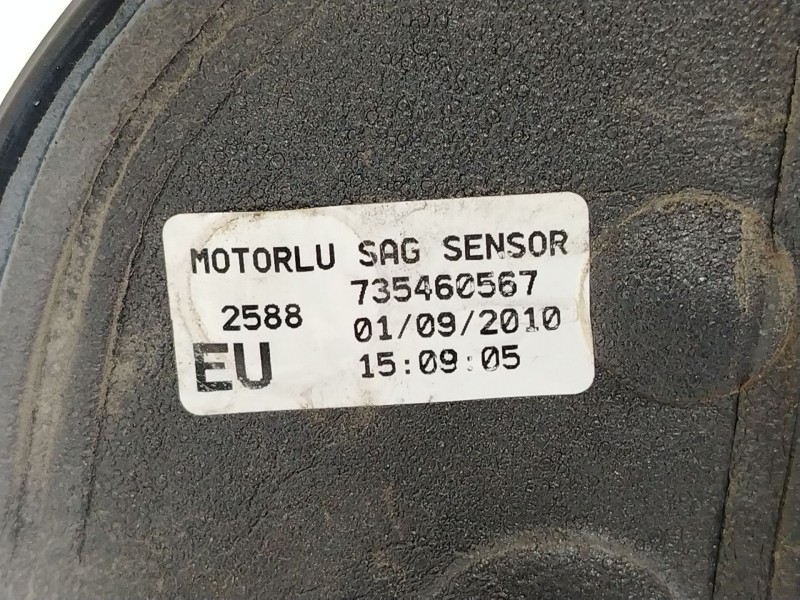 MOTORLU SAG SENSOR
735460567
2588
01/09/2010
EU
15:09:05